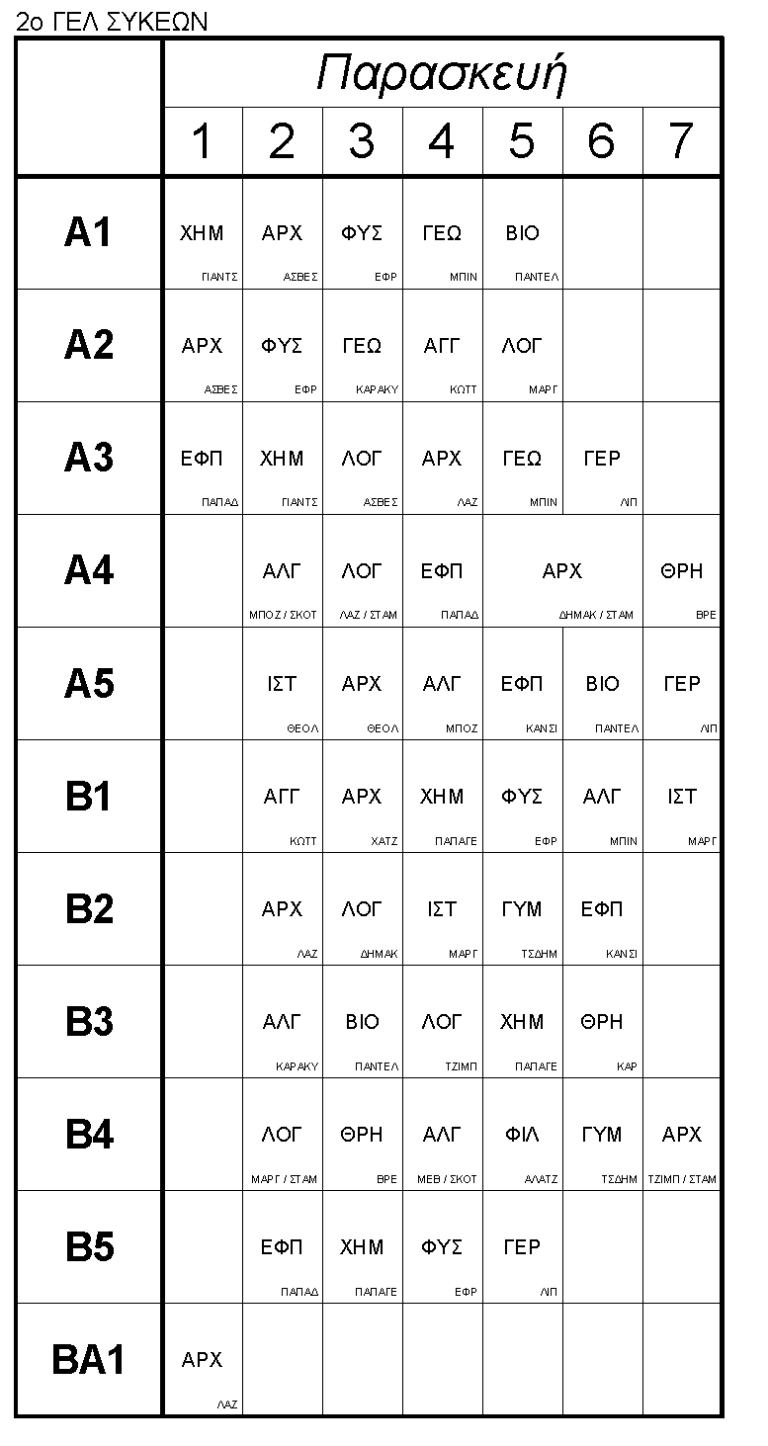 2ο ΓΕΛ ΣΥΚΕΩΝ
Παρασκευή
1 2 3 4 5 6 7
Α1 ΧΗΜ ΑΡΧ ΦΥΣ ΓΕΩ ΒΙΟ
ΓΙΑΝΤΣ ΑΣΒΕΣ ΕΦΡ ΜΠΙΝ ΠΑΝΤΕΛ
Α2 ΑΡΧ ΦΥΣ ΓΕΩ ΑΓΓ ΛΟΓ
ΑΣΒΕΣ ΕΦΡ ΚΑΡΑΚΥ ΚΩΤΤ ΜΑΡΓ
Α3 ΕΦΠ ΧΗΜ ΛΟΓ ΑΡΧ ΓΕΩ ΓΕΡ
ΠΑΠΑΔ ΓΙΑΝΤΣ ΑΣΒΕΣ ΛΑΖ ΜΠΙΝ ΛΙΠ
Α4 ΑΛΓ ΛΟΓ ΕΦΠ ΑΡΧ ΘΡΗ
ΜΠΟΖ / ΣΚΟΤ ΛΑΖ / ΣΤΑΜ ΠΑΠΑΔ ΔΗΜΑΚ / ΣΤΑΜ ΒΡΕ
Α5 ΙΣΤ ΑΡΧ ΑΛΓ ΕΦΠ ΒΙΟ ΓΕΡ
ΘΕΟΛ ΘΕΟΛ ΜΠΟΖ ΚΑΝΣΙ ΠΑΝΤΕΛ ΛΙΠ
Β1 ΑΓΓ ΑΡΧ ΧΗΜ ΦΥΣ ΑΛΓ ΙΣΤ
ΚΩΤΤ ΧΑΤΖ ΠΑΠΑΓΕ ΕΦΡ ΜΠΙΝ ΜΑΡΓ
Β2 ΑΡΧ ΛΟΓ ΙΣΤ ΓΥΜ ΕΦΠ
ΛΑΖ ΔΗΜΑΚ ΜΑΡΓ ΤΣΔΗΜ ΚΑΝΣΙ
Β3 ΑΛΓ ΒΙΟ ΛΟΓ ΧΗΜ ΘΡΗ
ΚΑΡΑΚΥ ΠΑΝΤΕΛ ΤΖΙΜΠ ΠΑΠΑΓΕ ΚΑΡ
Β4 ΛΟΓ ΘΡΗ ΑΛΓ ΦΙΛ ΓΥΜ ΑΡΧ
ΜΑΡΓ / ΣΤΑΜ ΒΡΕ ΜΕΒ / ΣΚΟΤ ΑΛΑΤΖ ΤΣΔΗΜ ΤΖΙΜΠ / ΣΤΑΜ
Β5 ΕΦΠ ΧΗΜ ΦΥΣ ΓΕΡ
ΠΑΠΑΔ ΠΑΠΑΓΕ ΕΦΡ ΛΙΠ
ΒΑ1 ΑΡΧ
ΛΑΖ